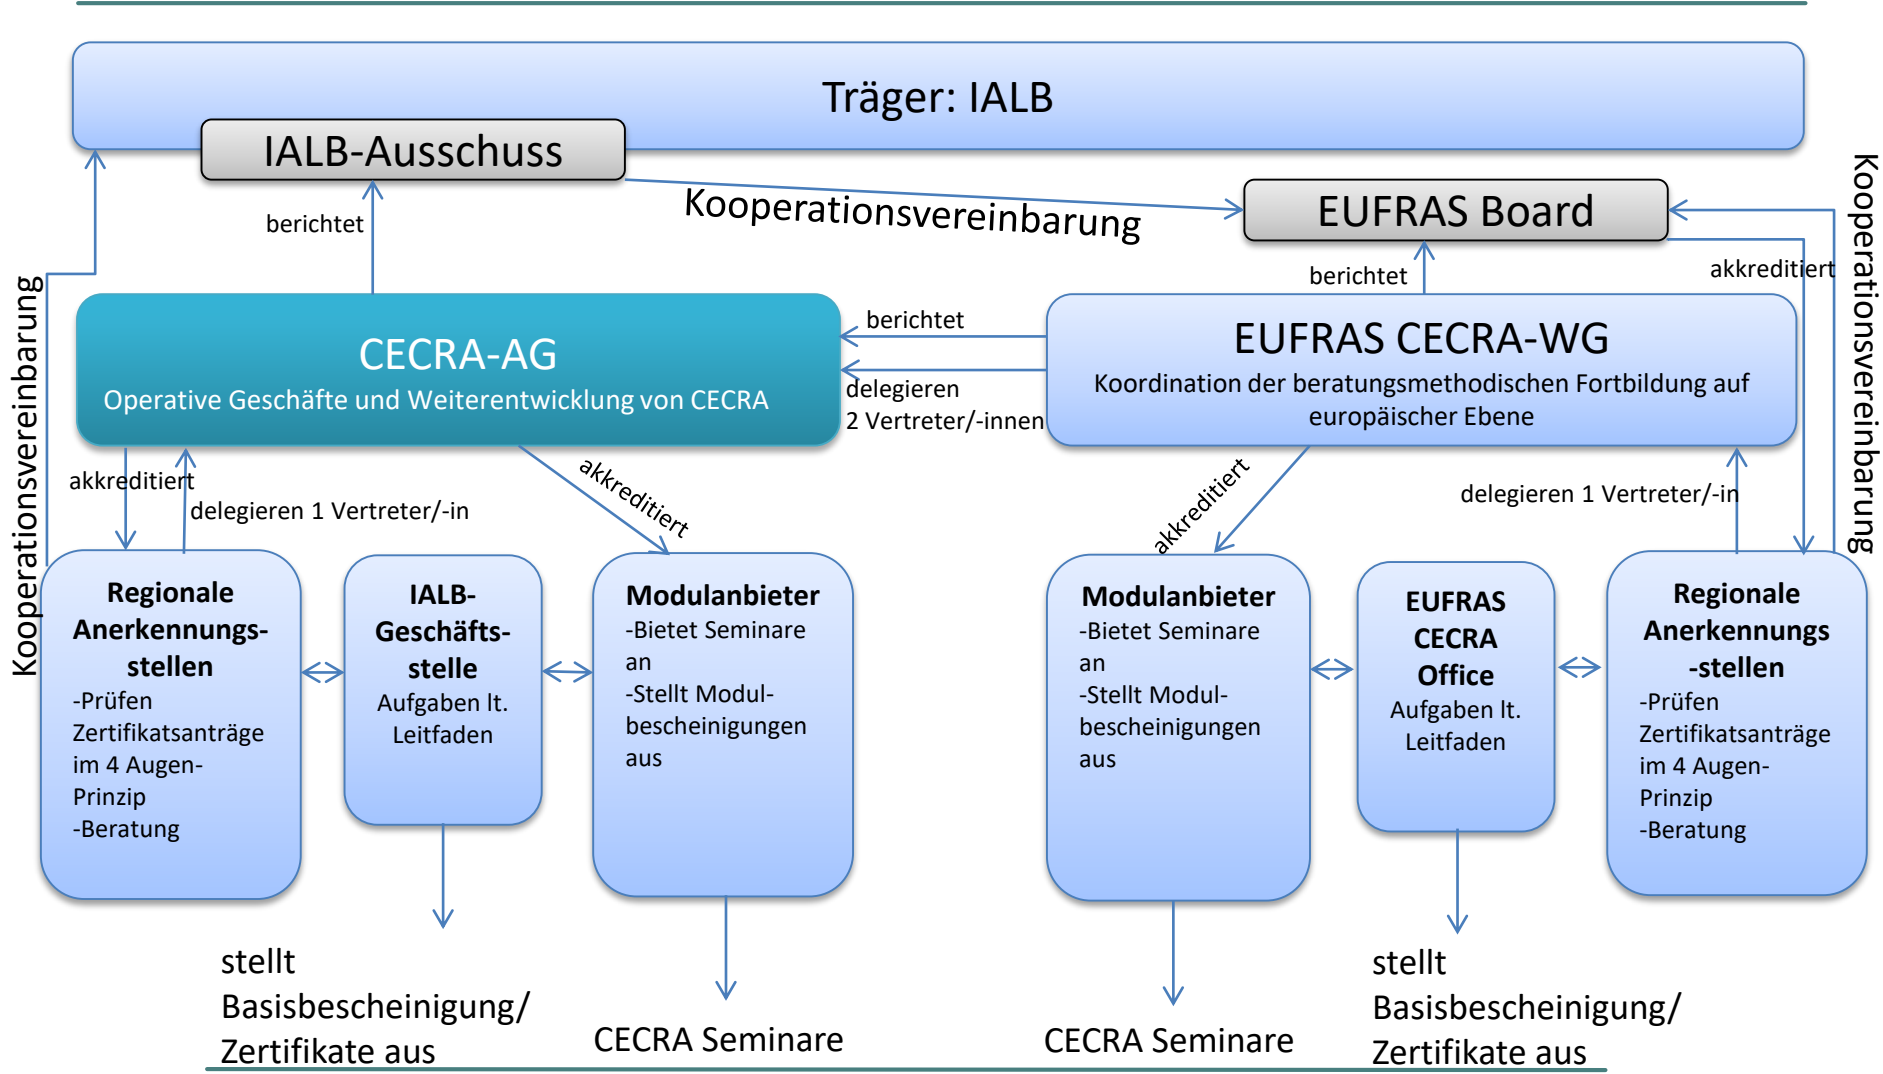 Träger: IALB
IALB-Ausschuss
Kooperationsvereinbarung
EUFRAS Board
berichtet
berichtet
akkreditiert
Kooperationsvereinbarung
Kooperationsvereinbarung
CECRA-AG
Operative Geschäfte und Weiterentwicklung von CECRA
berichtet
delegieren
2 Vertreter/-innen
EUFRAS CECRA-WG
Koordination der beratungsmethodischen Fortbildung auf
europäischer Ebene
akkreditiert
delegieren 1 Vertreter/-in
akkreditiert
akkreditiert
delegieren 1 Vertreter/-in
Regionale
Anerkennungs-
stellen
-Prüfen
Zertifikatsanträge
im 4 Augen-
Prinzip
-Beratung
IALB-
Geschäfts-
stelle
Aufgaben lt.
Leitfaden
Modulanbieter
-Bietet Seminare
an
-Stellt Modul-
bescheinigungen
aus
Modulanbieter
-Bietet Seminare
an
-Stellt Modul-
bescheinigungen
aus
EUFRAS
CECRA
Office
Aufgaben lt.
Leitfaden
Regionale
Anerkennungs
-stellen
-Prüfen
Zertifikatsanträge
im 4 Augen-
Prinzip
-Beratung
stellt
Basisbescheinigung/
Zertifikate aus
CECRA Seminare
CECRA Seminare
stellt
Basisbescheinigung/
Zertifikate aus